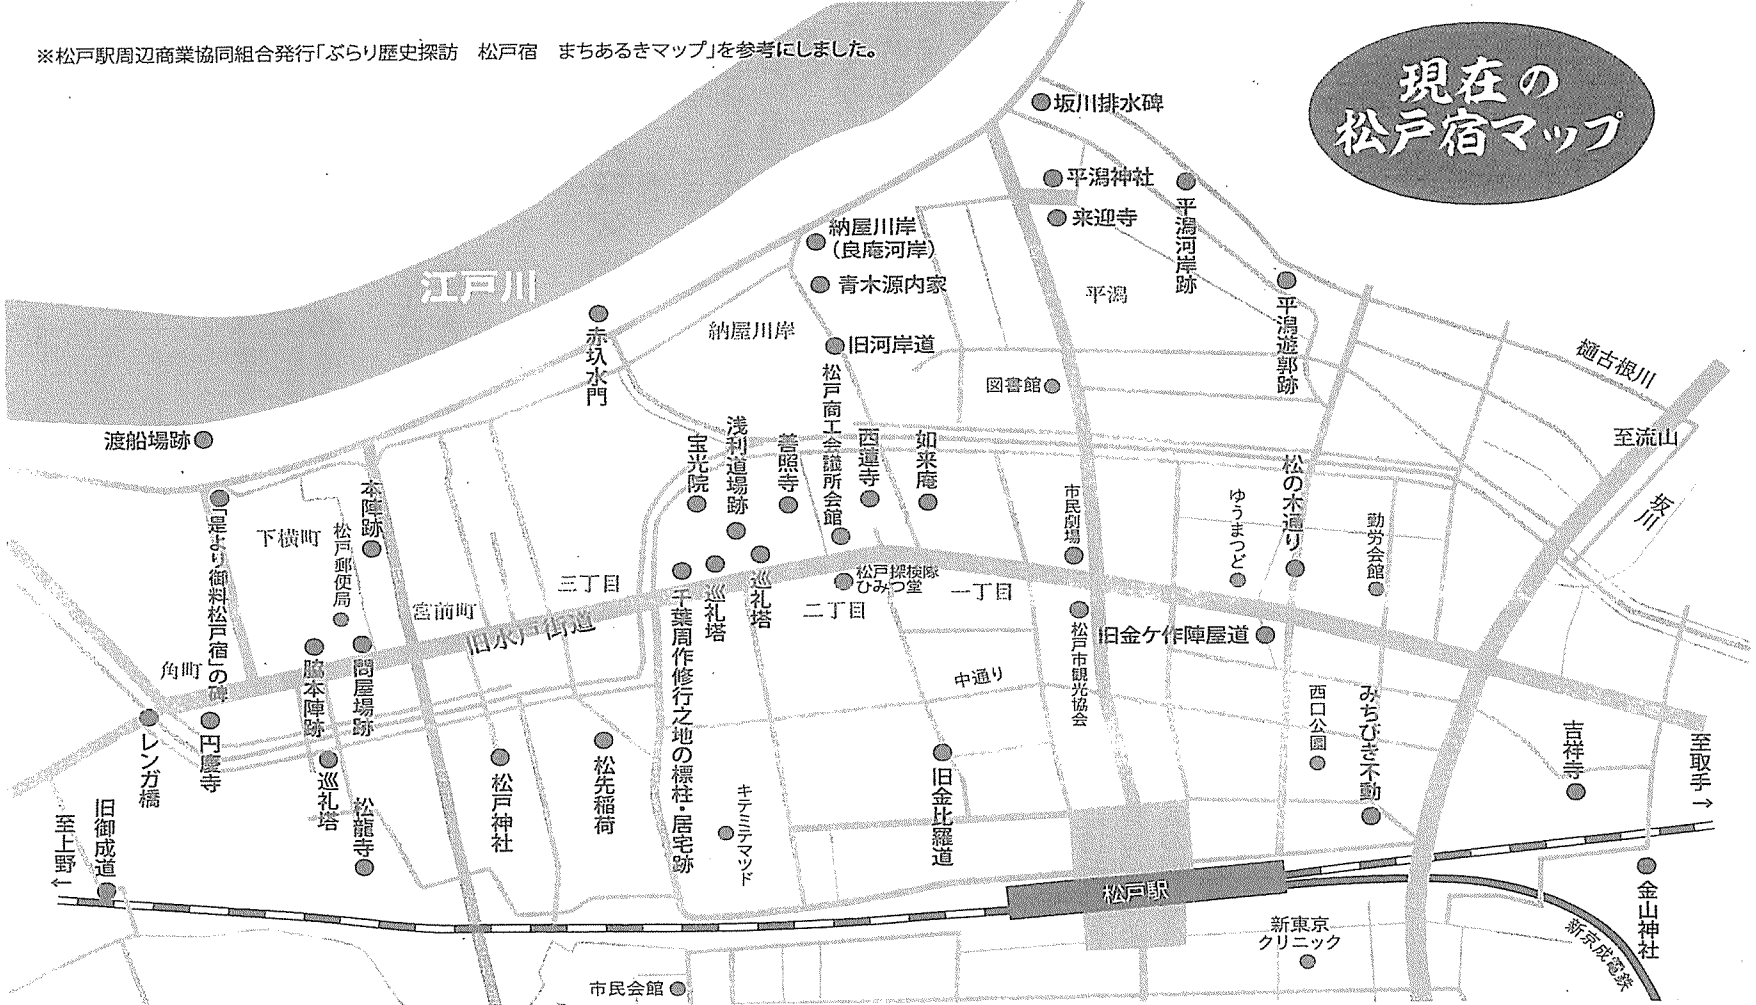 ※松戸駅周辺商業協同組合発行「ぶらり歴史探訪　松戸宿　まちあるきマップ」を参考にしました。
現在の
松戸宿マップ
坂川排水碑
平潟神社
来迎寺
平潟河岸跡
納屋川岸
（良庵河岸）
青木源内家
旧河岸道
江戸川
納屋川岸
平潟
平潟遊郭跡
赤圦水門
図書館
樋古根川
至流山
坂川
渡船場跡
宝光院
浅利道場跡
善照寺
松戸商工会議所会館
西蓮寺
如来庵
市民劇場
ゆうまつど
松の木通り
勤労会館
「是より御料松戸宿」の碑
下横町
松戸郵便局
本陣跡
宮前町
三丁目
旧水戸街道
巡礼塔
巡礼塔
松戸探検隊
ひみつ堂
二丁目
一丁目
松戸市観光協会
旧金ケ作陣屋道
角町
脇本陣跡
問屋場跡
千葉周作修行之地の標柱・居宅跡
中通り
西口公園
みちびき不動
吉祥寺
至取手
→
レンガ橋
円慶寺
巡礼塔
松龍寺
松戸神社
松先稲荷
キテミテマツド
旧金比羅道
至上野
←
旧御成道
松戸駅
新東京
クリニック
金山神社
新京成電鉄
市民会館